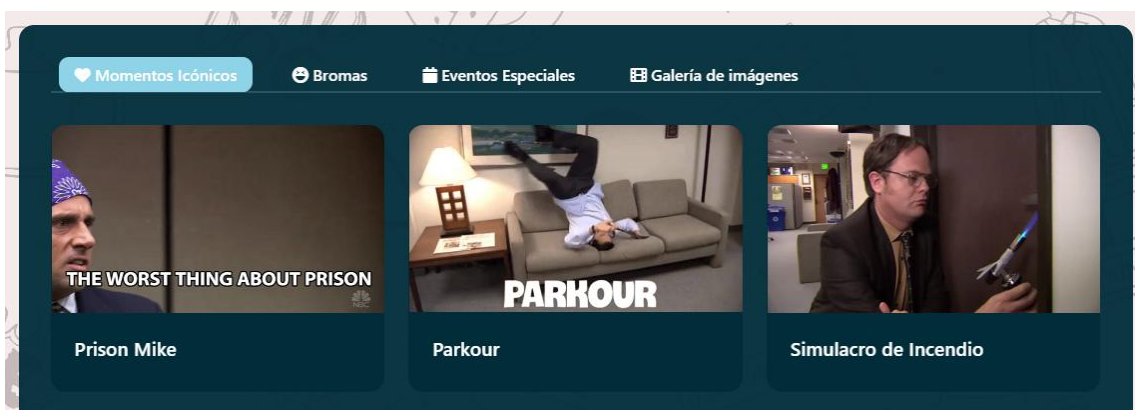 Momentos Icónicos
Bromas
Eventos Especiales
Galería de imágenes
THE WORST THING ABOUT PRISON
NBC
PARKOUR
Prison Mike
Parkour
Simulacro de Incendio